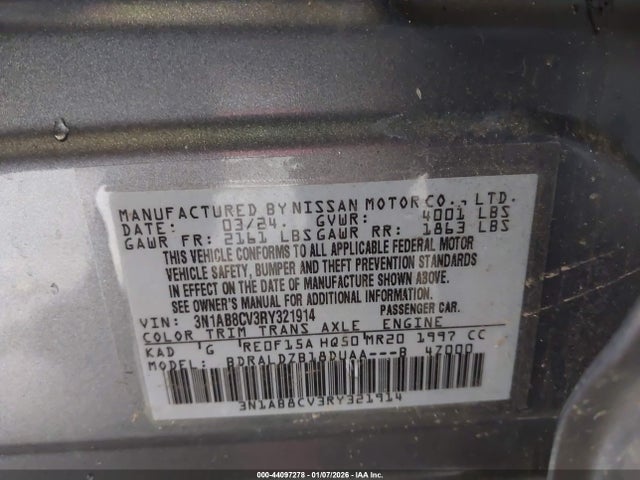 MANUFACTURED BY NISSAN MOTOR CO., LTD.
DATE: 03/24. GVWR: 4001 LBS
GAWR FR: 2161 LBS GAWR RR: 1863 LBS
THIS VEHICLE CONFORMS TO ALL APPLICABLE FEDERAL MOTOR
VEHICLE SAFETY, BUMPER AND THEFT PREVENTION STANDARDS
IN EFFECT ON THE DATE OF MANUFACTURE SHOWN ABOVE.
SEE OWNER'S MANUAL FOR ADDITIONAL INFORMATION.
VIN: 3N1AB8CV3RY321914 PASSENGER CAR.
COLOR TRIM TRANS AXLE ENGINE
KAD 'G 'RE0F15A HQ50 MR20 1997 CC
MODEL: BDRALDZB18DUAA---B 47000
3N1AB8CV3RY321914
000-44097278 - 01/07/2026 - IAA Inc.